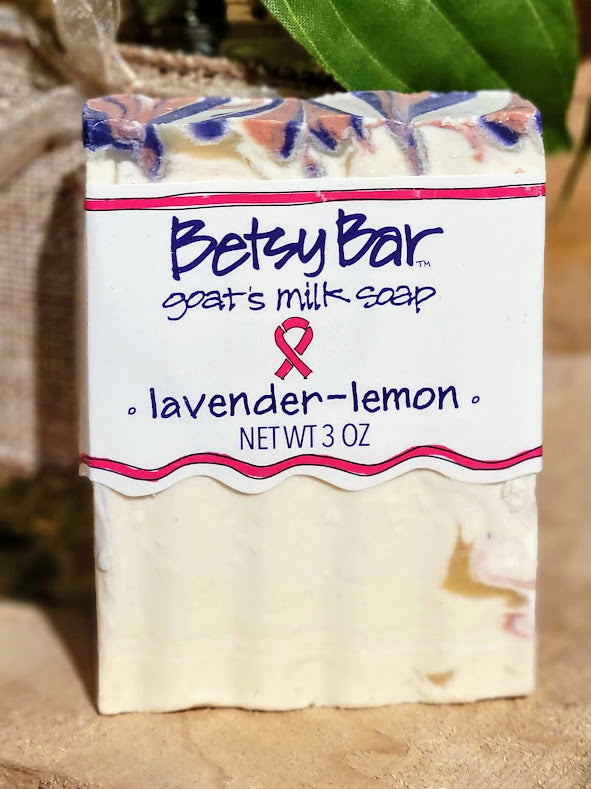 Betsy Bar™
goat's milk soap
• lavender-lemon •
NET WT 3 OZ